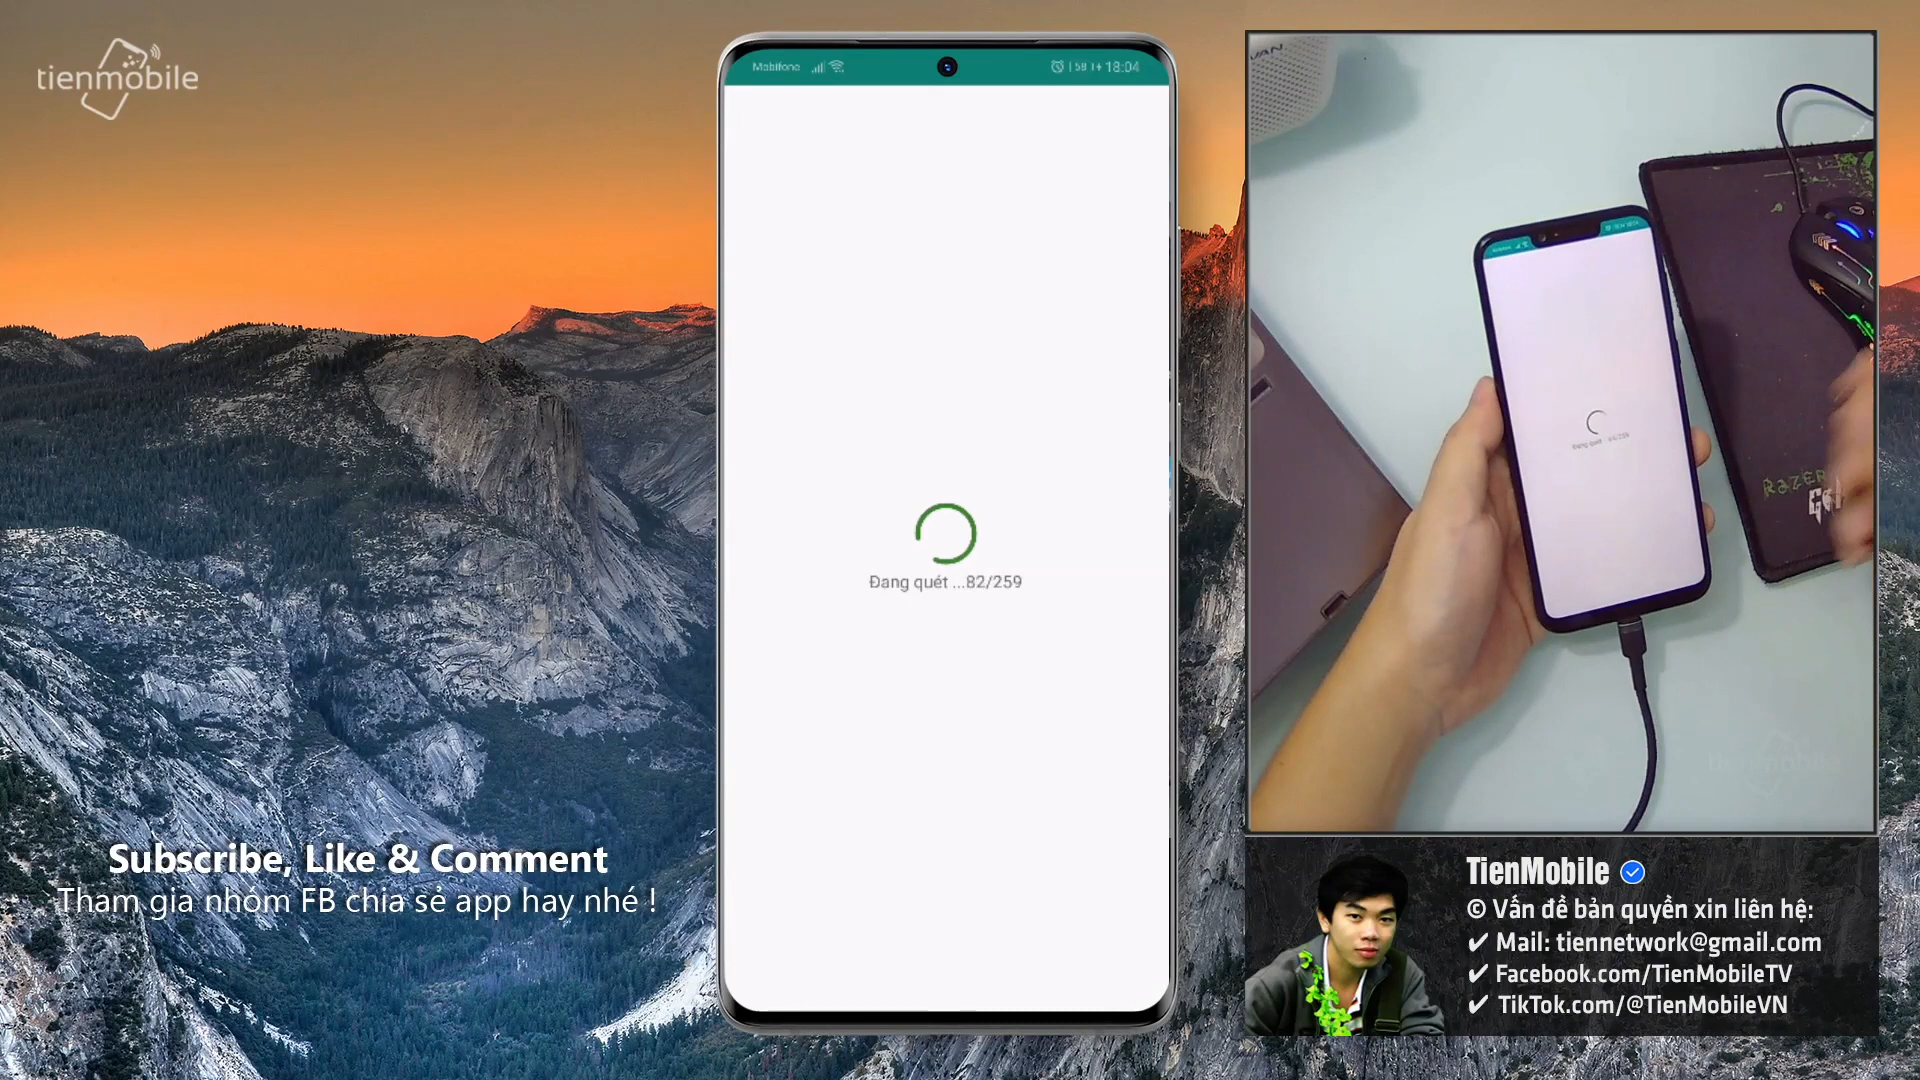 tienmobile
Mobifone
18:04
Đang quét ...82/259
VAN
RAZER
Subscribe, Like & Comment
Tham gia nhóm FB chia sẻ app hay nhé !
TienMobile
© Vấn đề bản quyền xin liên hệ:
✔ Mail: tiennetwork@gmail.com
✔ Facebook.com/TienMobileTV
✔ TikTok.com/@TienMobileVN